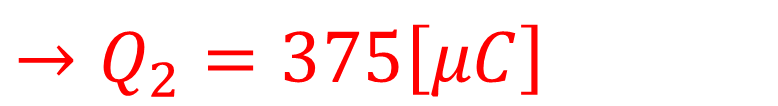 → Q₂ = 375[μC]